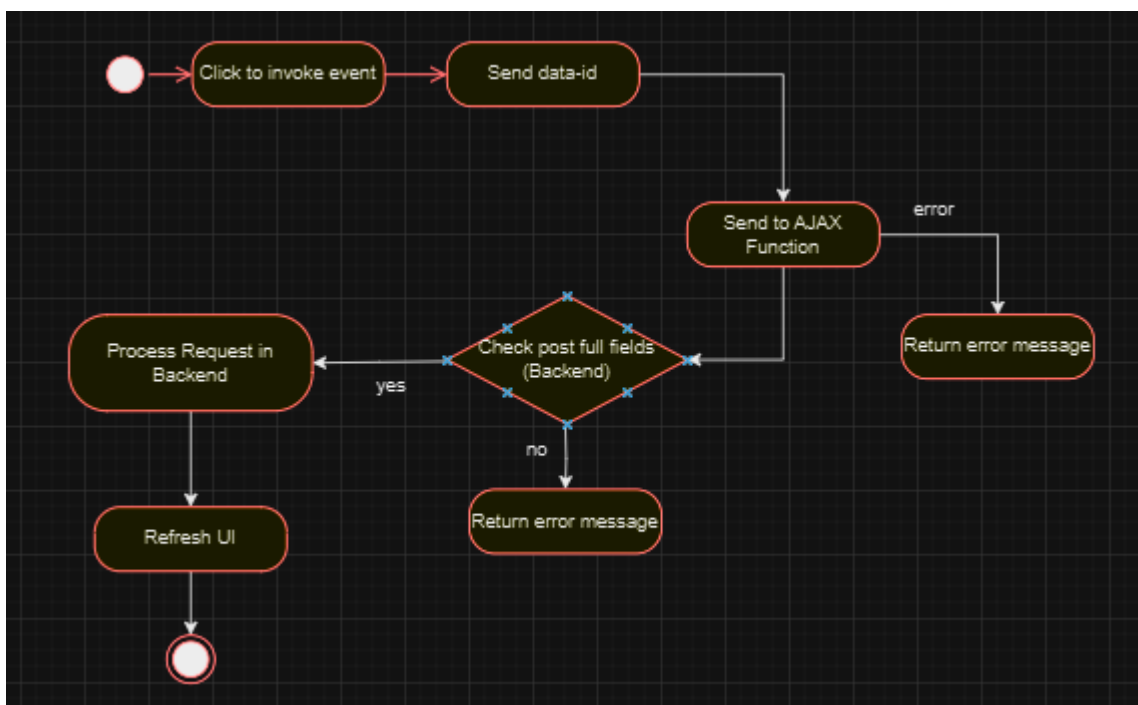 Click to invoke event
Send data-id
Send to AJAX
Function
error
Return error message
Check post full fields
(Backend)
yes
Process Request in
Backend
no
Return error message
Refresh UI